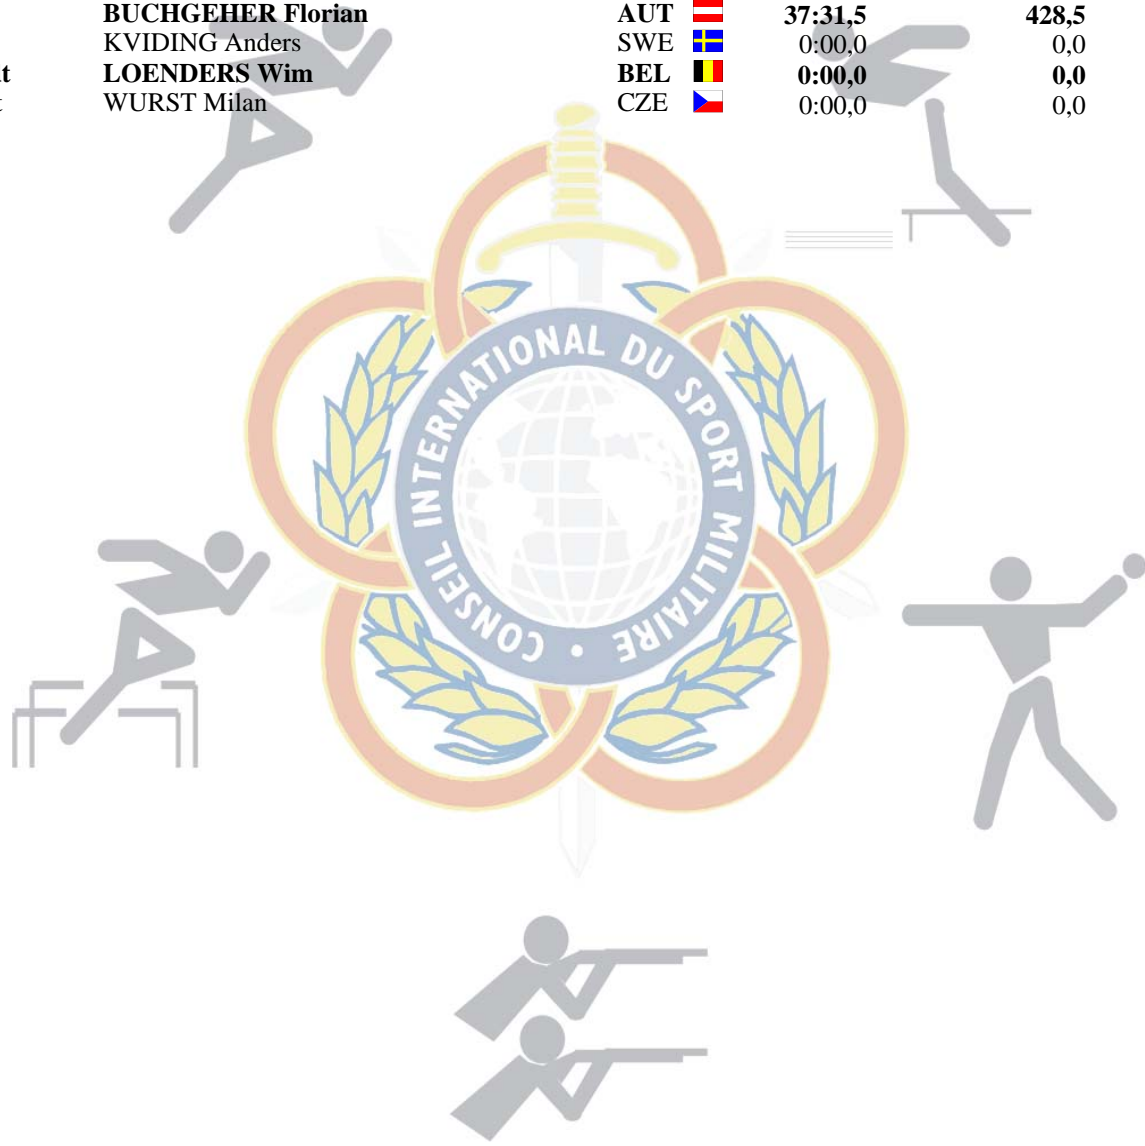 BUCHGEHER Florian AUT 37:31,5 428,5
KVIDING Anders SWE 0:00,0 0,0
t LOENDERS Wim BEL 0:00,0 0,0
t WURST Milan CZE 0:00,0 0,0
CONSEIL INTERNATIONAL DU SPORT MILITAIRE •